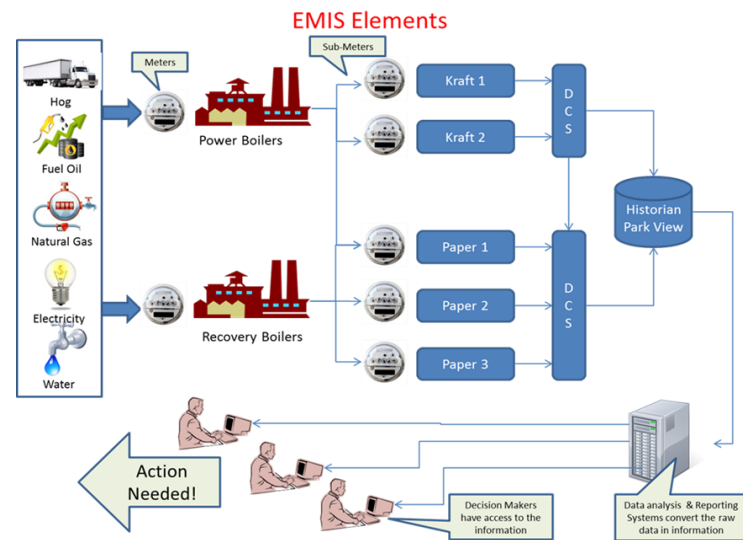 EMIS Elements
Hog
Fuel Oil
Natural Gas
Electricity
Water
Meters
Sub-Meters
Power Boilers
Recovery Boilers
Kraft 1
Kraft 2
Paper 1
Paper 2
Paper 3
D
C
S
D
C
S
Historian
Park View
Action
Needed!
Decision Makers
have access to the
information
Data analysis & Reporting
Systems convert the raw
data in information